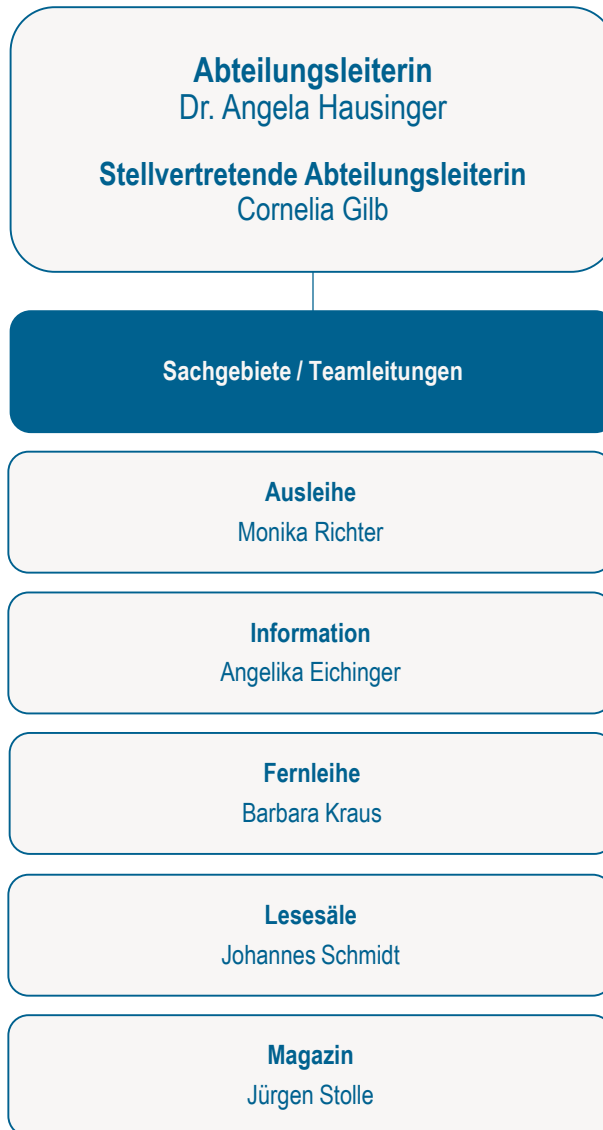 Abteilungsleiterin
Dr. Angela Hausinger
Stellvertretende Abteilungsleiterin
Cornelia Gilb
Sachgebiete / Teamleitungen
Ausleihe
Monika Richter
Information
Angelika Eichinger
Fernleihe
Barbara Kraus
Lesesäle
Johannes Schmidt
Magazin
Jürgen Stolle